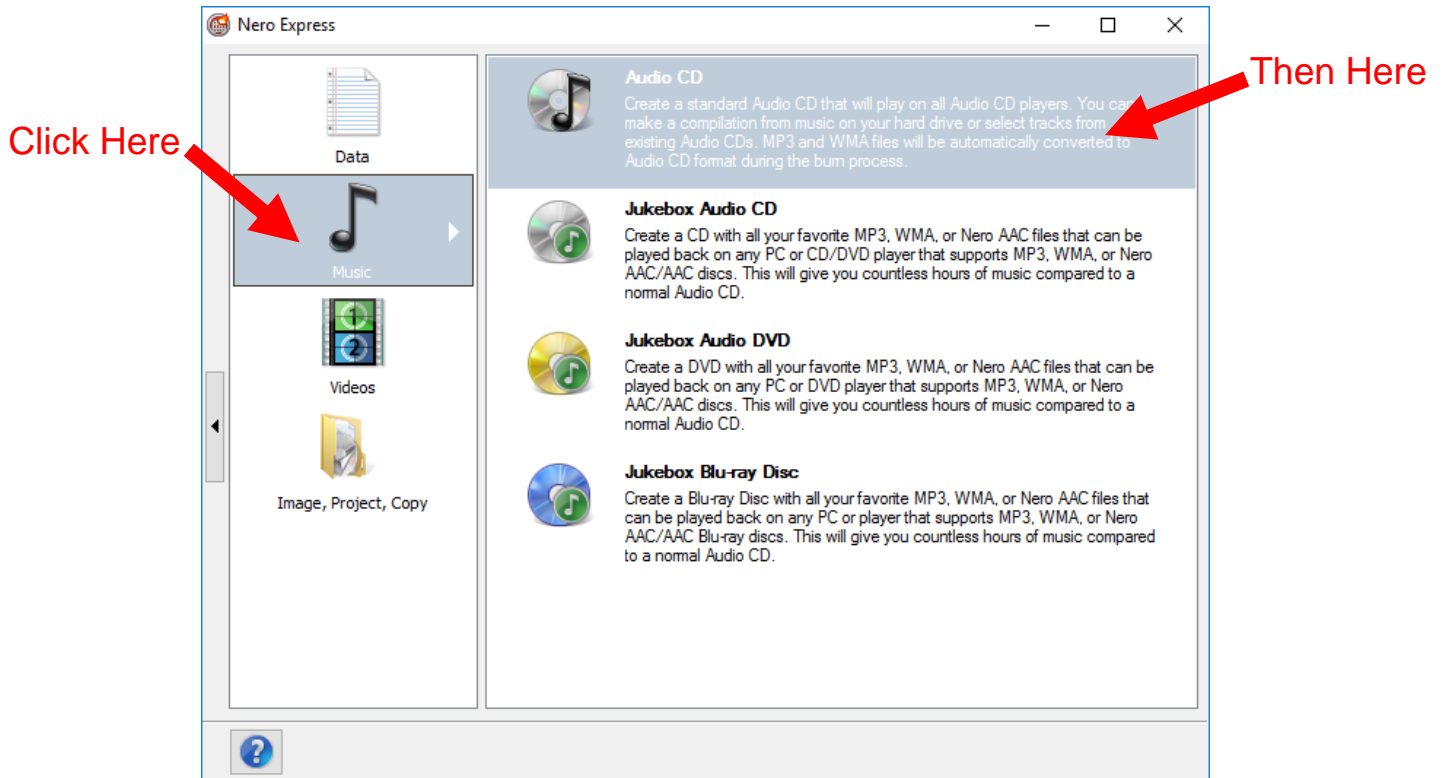 Nero Express
Click Here
Then Here
Data
Music
Videos
Image, Project, Copy
Audio CD
Create a standard Audio CD that will play on all Audio CD players. You can
make a compilation from music on your hard drive or select tracks from
existing Audio CDs. MP3 and WMA files will be automatically converted to
Audio CD format during the burn process.
Jukebox Audio CD
Create a CD with all your favorite MP3, WMA, or Nero AAC files that can be
played back on any PC or CD/DVD player that supports MP3, WMA, or Nero
AAC/AAC discs. This will give you countless hours of music compared to a
normal Audio CD.
Jukebox Audio DVD
Create a DVD with all your favorite MP3, WMA, or Nero AAC files that can be
played back on any PC or DVD player that supports MP3, WMA, or Nero
AAC/AAC discs. This will give you countless hours of music compared to a
normal Audio CD.
Jukebox Blu-ray Disc
Create a Blu-ray Disc with all your favorite MP3, WMA, or Nero AAC files that
can be played back on any PC or player that supports MP3, WMA, or Nero
AAC/AAC Blu-ray discs. This will give you countless hours of music compared
to a normal Audio CD.
1
2
?